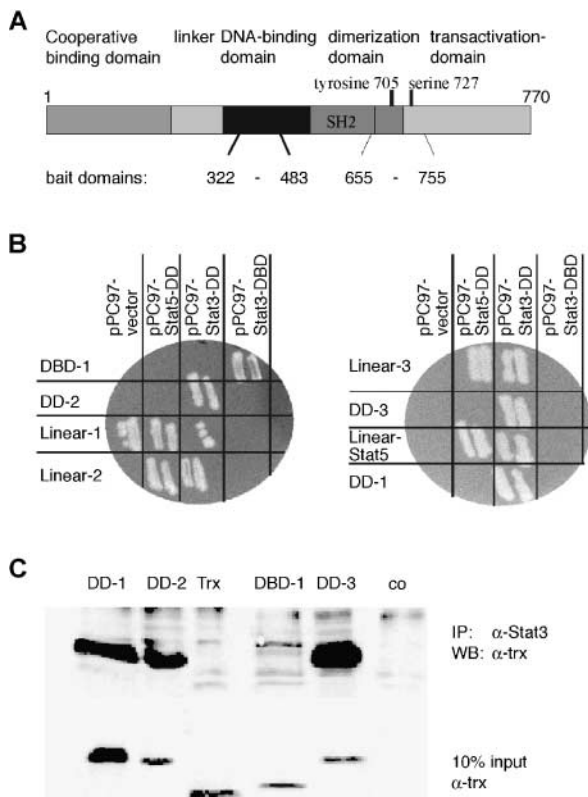 A
Cooperative binding domain
linker
DNA-binding domain
dimerization domain
transactivation-domain
tyrosine 705
serine 727
1
770
SH2
bait domains: 322 - 483 655 - 755
B
pPC97-vector
pPC97-Stat5-DD
pPC97-Stat3-DD
pPC97-Stat3-DBD
DBD-1
DD-2
Linear-1
Linear-2
pPC97-vector
pPC97-Stat5-DD
pPC97-Stat3-DD
pPC97-Stat3-DBD
Linear-3
DD-3
Linear-Stat5
DD-1
C
DD-1 DD-2 Trx DBD-1 DD-3 co
IP: α-Stat3
WB: α-trx
10% input
α-trx